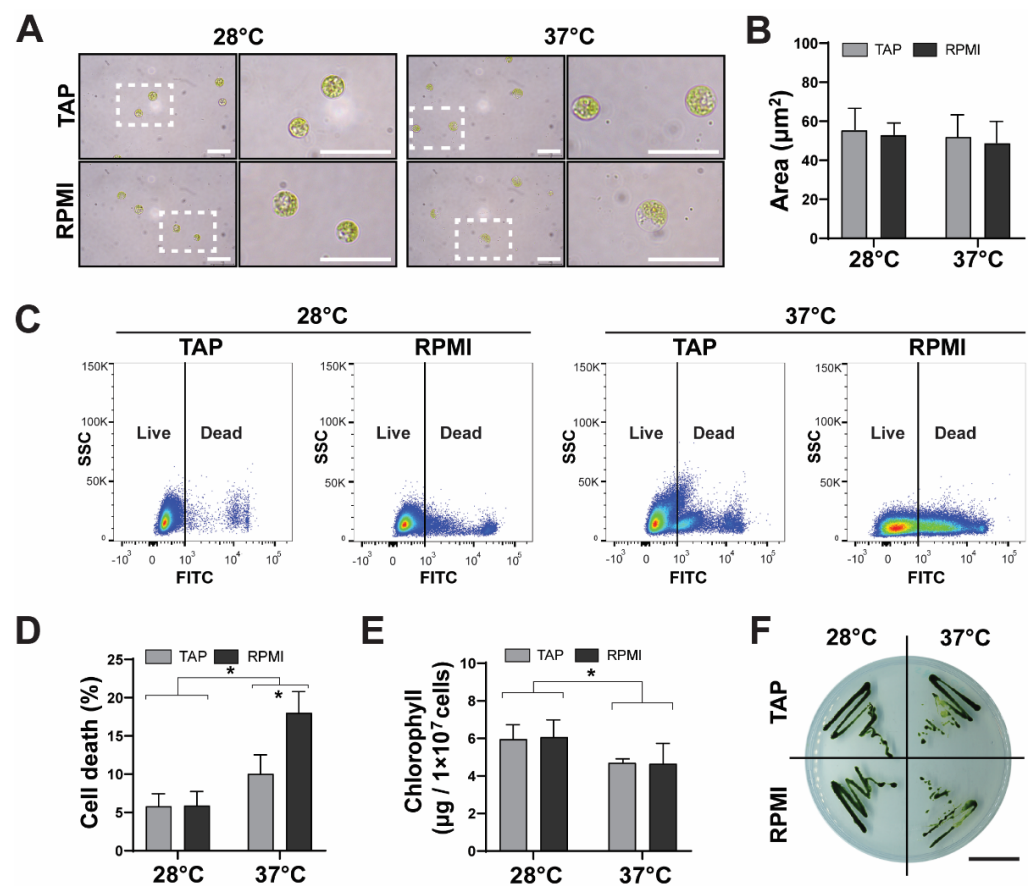 A
28°C
37°C
TAP
RPMI
B
TAP
RPMI
Area (µm²)
100
80
60
40
20
0
28°C
37°C
C
28°C
37°C
TAP
RPMI
TAP
RPMI
150K
100K
50K
0
SSC
Live
Dead
-10³
0
10³
10⁴
10⁵
FITC
150K
100K
50K
0
SSC
Live
Dead
-10³
0
10³
10⁴
10⁵
FITC
150K
100K
50K
0
SSC
Live
Dead
-10³
0
10³
10⁴
10⁵
FITC
150K
100K
50K
0
SSC
Live
Dead
-10³
0
10³
10⁴
10⁵
FITC
D
TAP
RPMI
Cell death (%)
25
20
15
10
5
0
*
*
28°C
37°C
E
TAP
RPMI
Chlorophyll
(µg / 1×10⁷cells)
10
8
6
4
2
0
*
28°C
37°C
F
28°C
37°C
TAP
RPMI